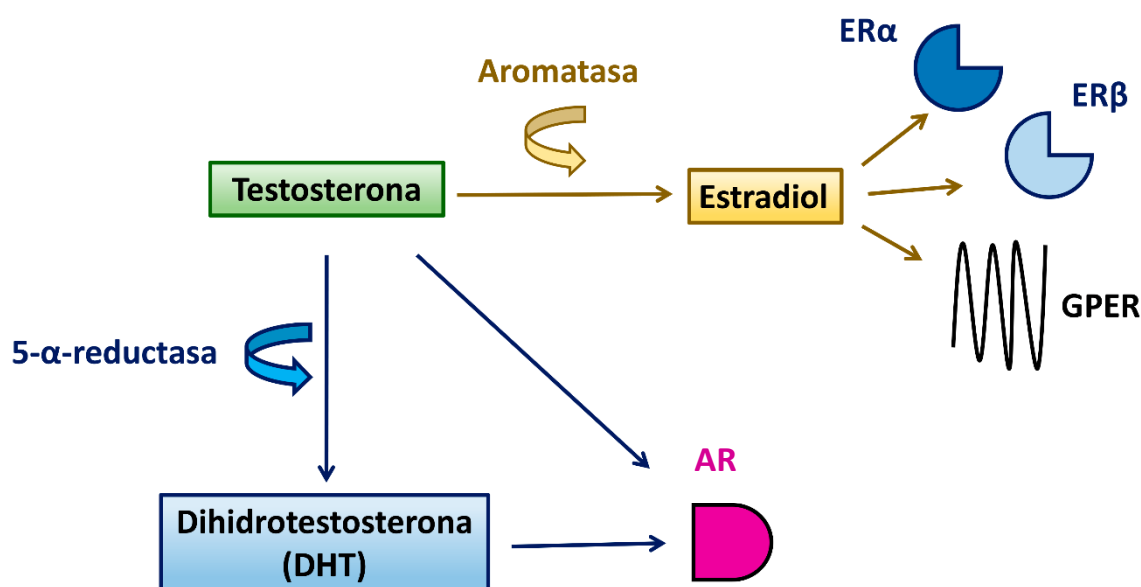 ERα
Aromatasa
ERβ
Testosterona
Estradiol
GPER
5-α-reductasa
AR
Dihidrotestosterona
(DHT)